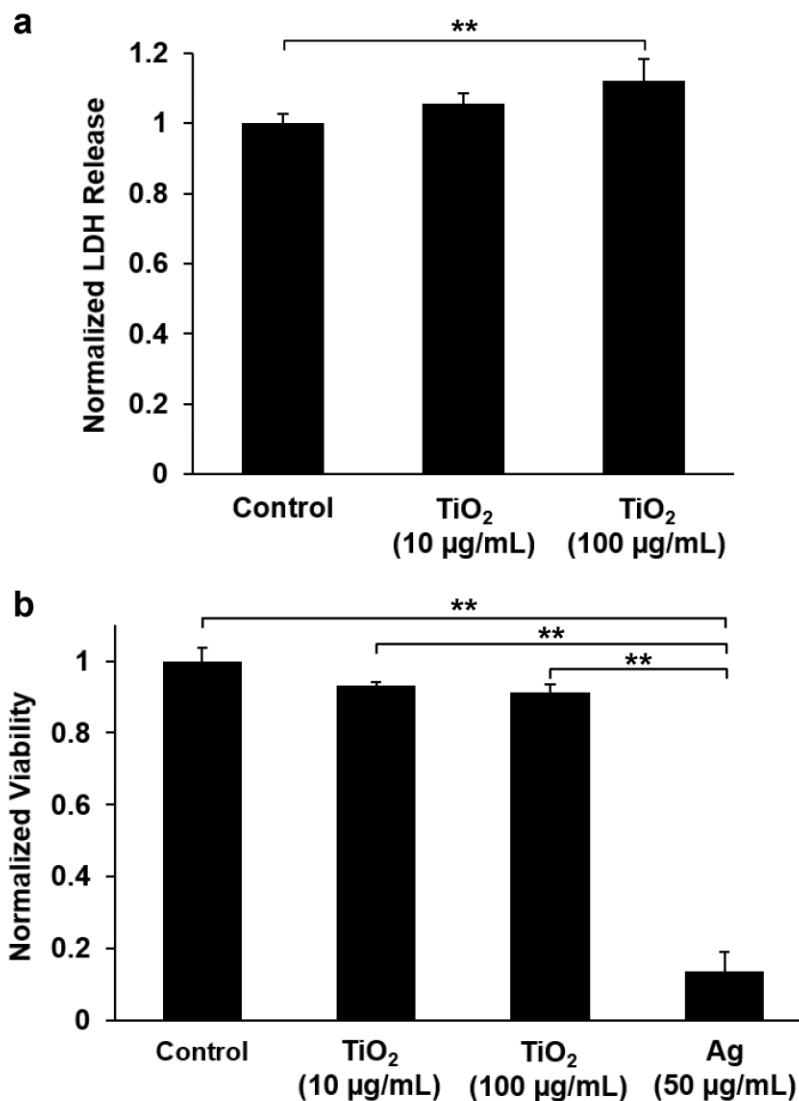 a
**
1.2
1
0.8
0.6
0.4
0.2
0
Normalized LDH Release
Control
TiO₂
(10 µg/mL)
TiO₂
(100 µg/mL)
b
**
**
**
1
0.8
0.6
0.4
0.2
0
Normalized Viability
Control
TiO₂
(10 µg/mL)
TiO₂
(100 µg/mL)
Ag
(50 µg/mL)